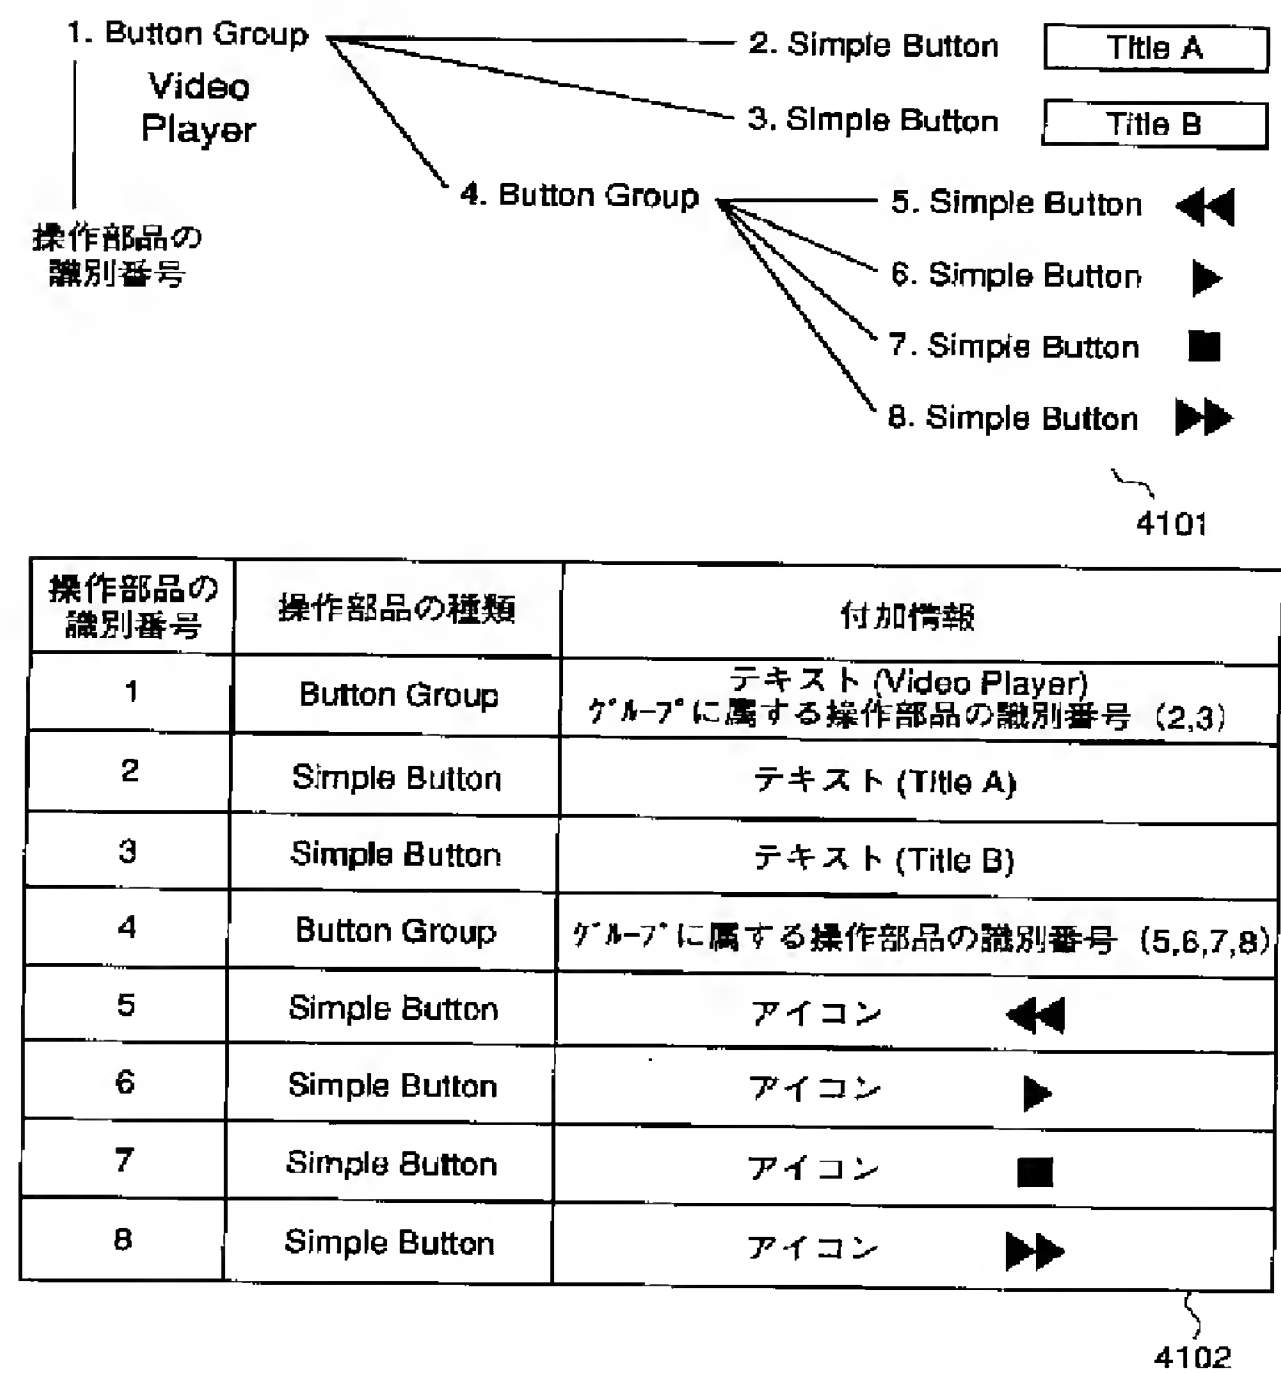 1. Button Group
Video
Player
操作部品の
識別番号
2. Simple Button
Title A
3. Simple Button
Title B
4. Button Group
5. Simple Button
6. Simple Button
7. Simple Button
8. Simple Button
4101
操作部品の
識別番号
操作部品の種類
付加情報
1
Button Group
テキスト (Video Player)
ｸﾞﾙｰﾌﾟに属する操作部品の識別番号 (2,3)
2
Simple Button
テキスト (Title A)
3
Simple Button
テキスト (Title B)
4
Button Group
ｸﾞﾙｰﾌﾟに属する操作部品の識別番号 (5,6,7,8)
5
Simple Button
アイコン
6
Simple Button
アイコン
7
Simple Button
アイコン
8
Simple Button
アイコン
4102